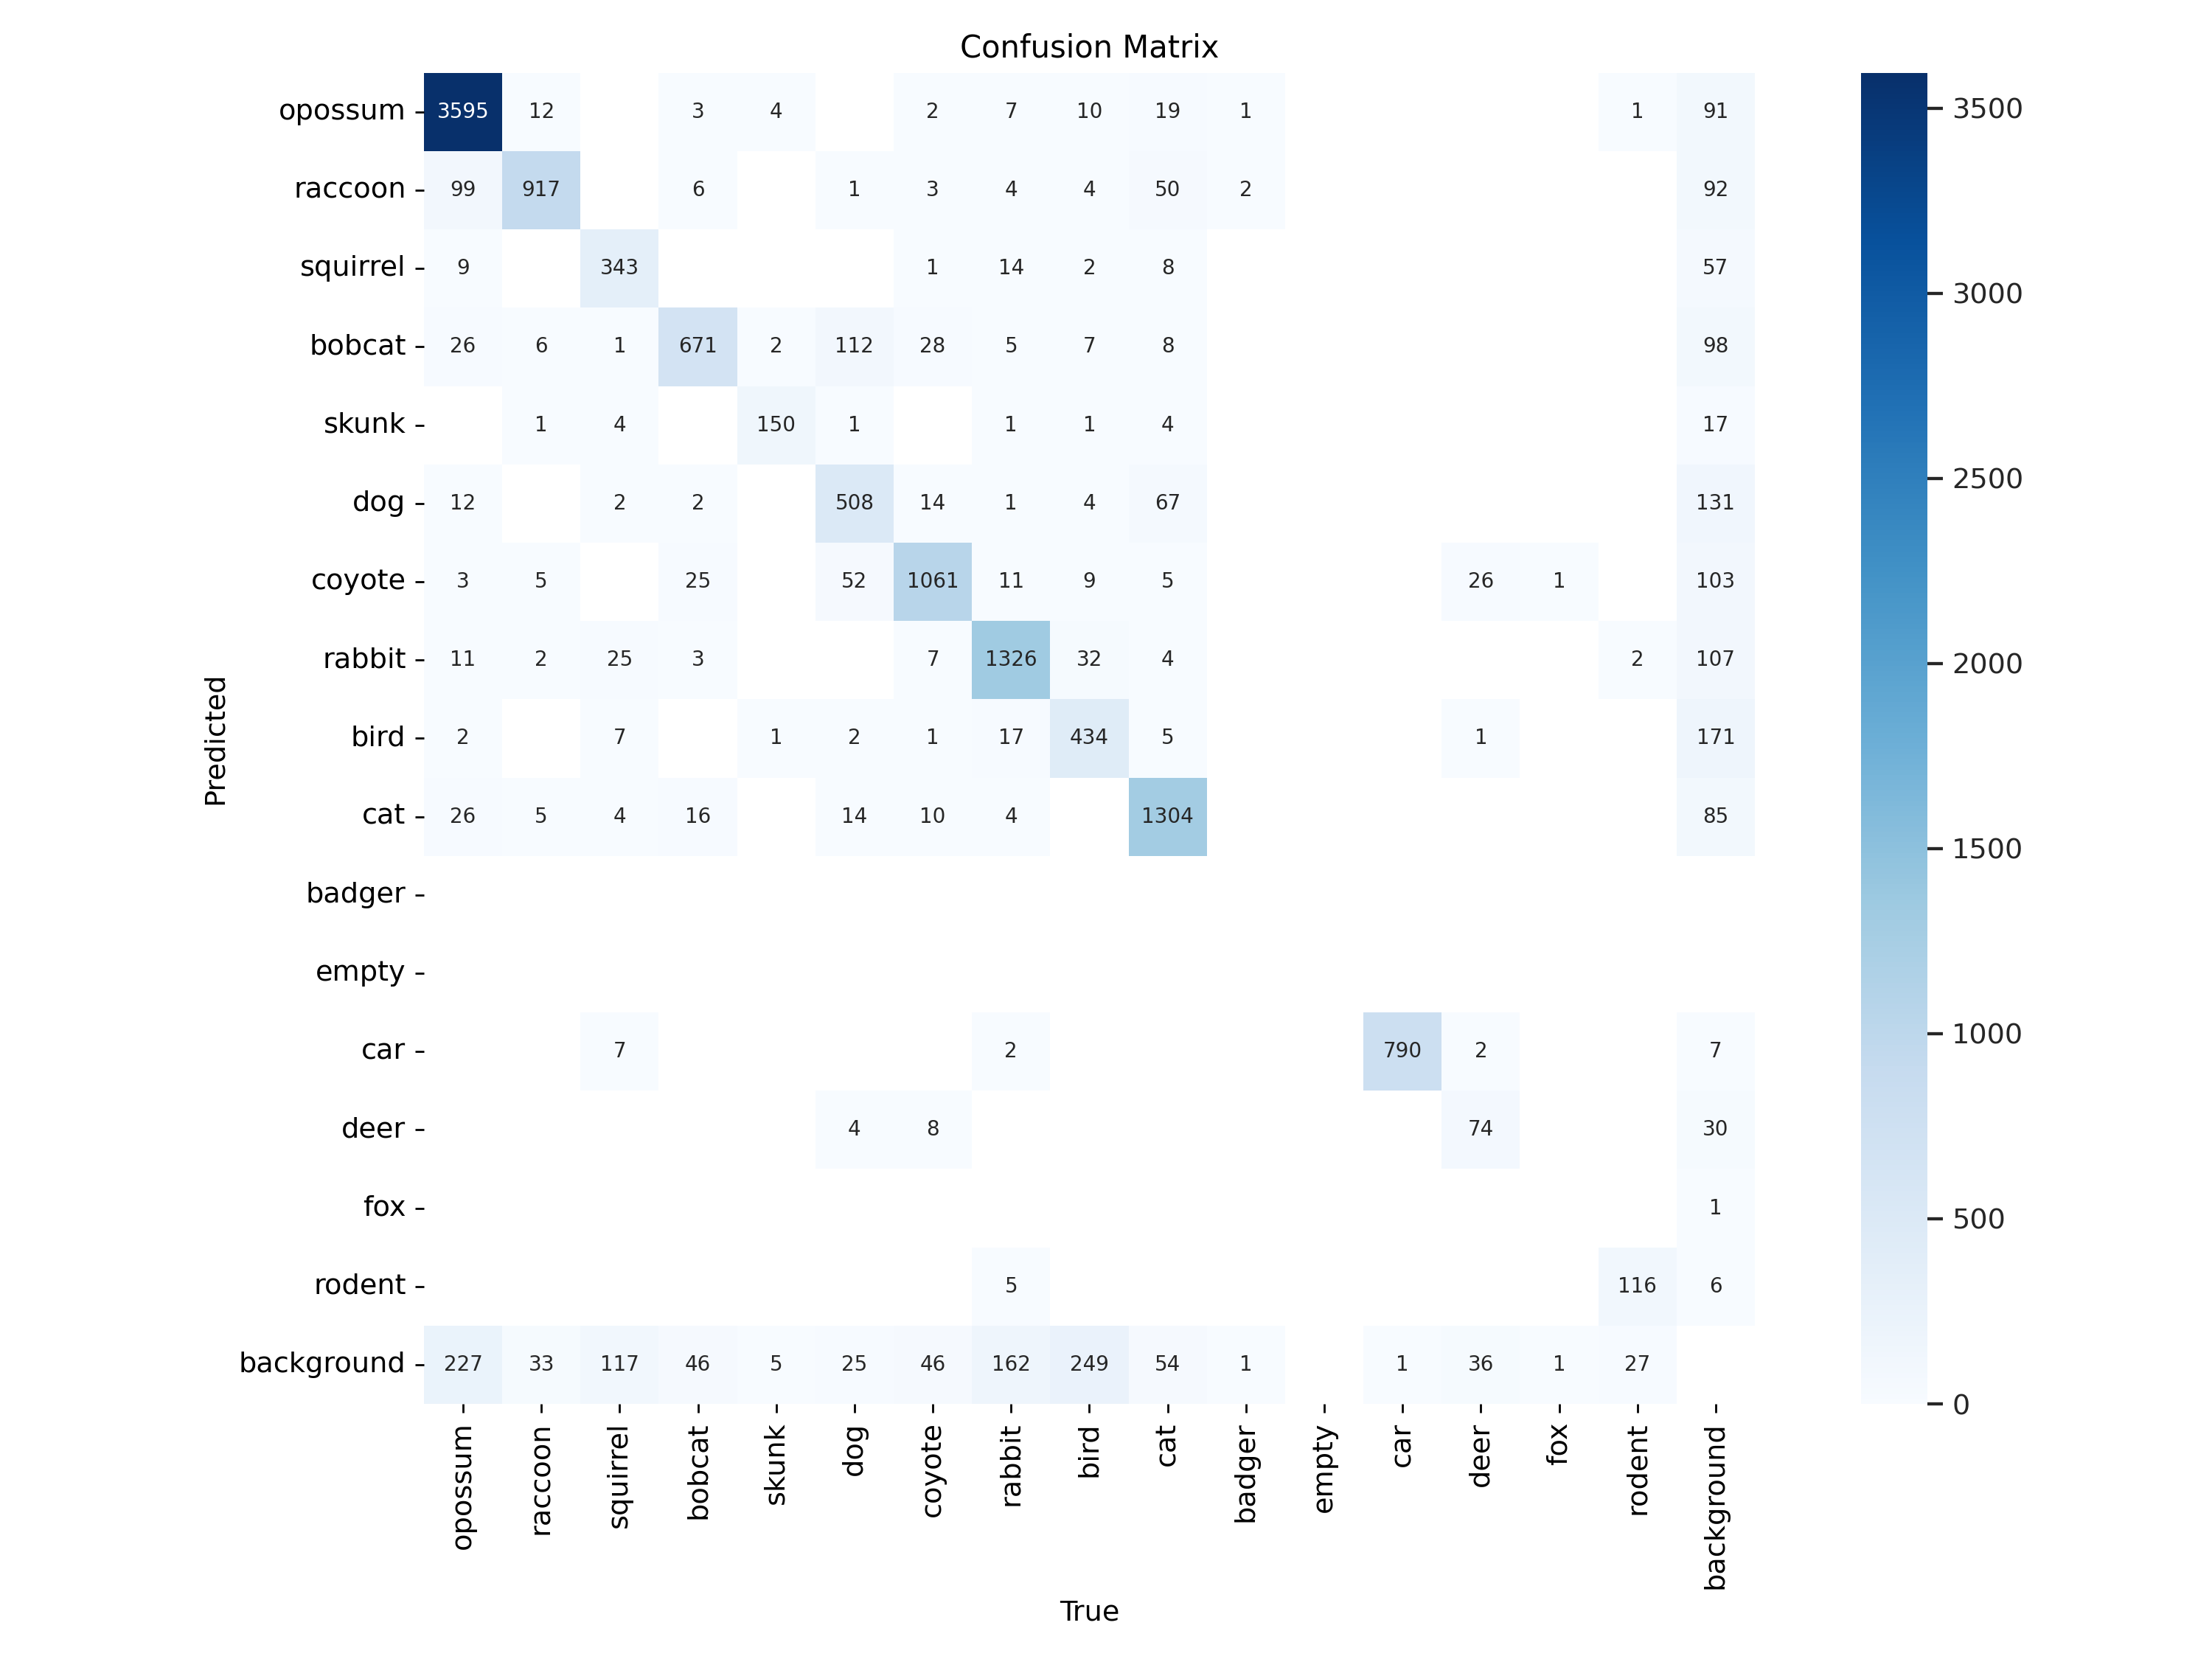 Confusion Matrix
opossum 3595 12 3 4 2 7 10 19 1 1 91
raccoon 99 917 6 1 3 4 4 50 2 92
squirrel 9 343 1 14 2 8 57
bobcat 26 6 1 671 2 112 28 5 7 8 98
skunk 1 4 150 1 1 1 4 17
dog 12 2 2 508 14 1 4 67 131
coyote 3 5 25 52 1061 11 9 5 26 1 103
rabbit 11 2 25 3 7 1326 32 4 2 107
bird 2 7 1 2 1 17 434 5 1 171
cat 26 5 4 16 14 10 4 1304 85
badger
empty
car 7 2 790 2 7
deer 4 8 74 30
fox 1
rodent 5 116 6
background 227 33 117 46 5 25 46 162 249 54 1 1 36 1 27
opossum raccoon squirrel bobcat skunk dog coyote rabbit bird cat badger empty car deer fox rodent background
True
Predicted
3500
3000
2500
2000
1500
1000
500
0